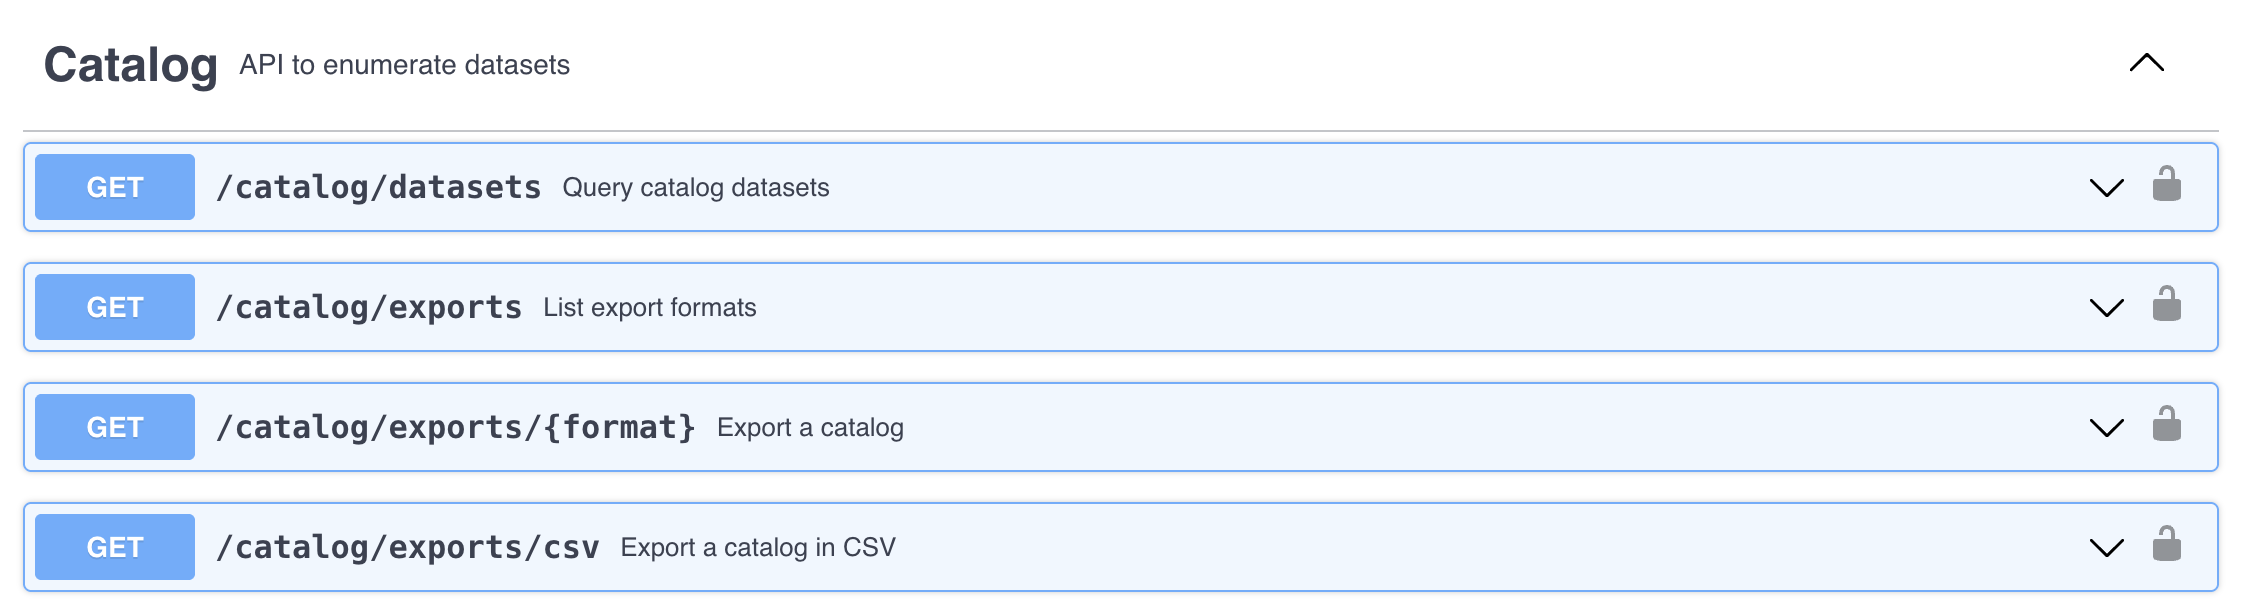 Catalog API to enumerate datasets
GET /catalog/datasets Query catalog datasets
GET /catalog/exports List export formats
GET /catalog/exports/{format} Export a catalog
GET /catalog/exports/csv Export a catalog in CSV